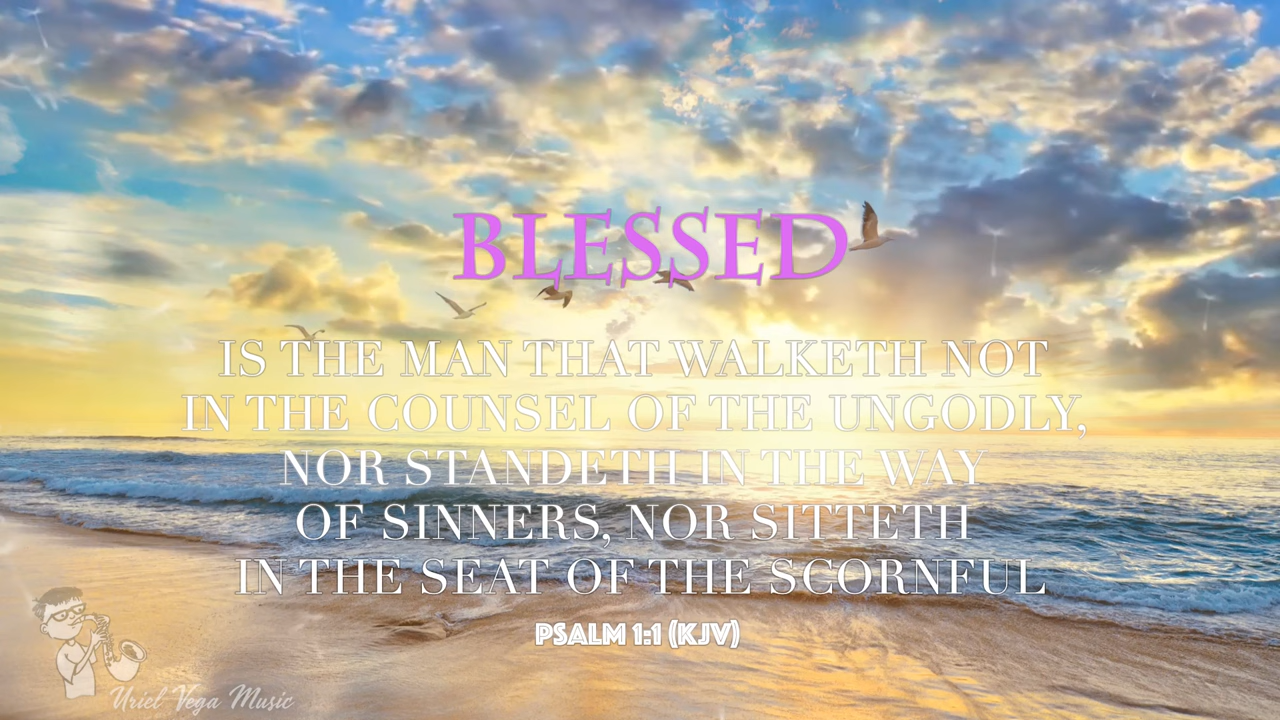 BLESSED
IS THE MAN THAT WALKETH NOT
IN THE COUNSEL OF THE UNGODLY,
NOR STANDETH IN THE WAY
OF SINNERS, NOR SITTETH
IN THE SEAT OF THE SCORNFUL
PSALM 1:1 (KJV)
Uriel Vega Music